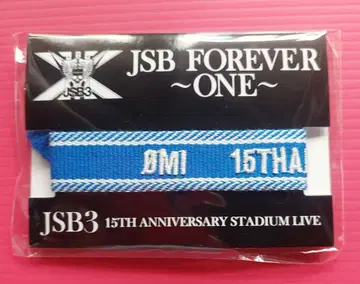 JSB3
JSB FOREVER
~ONE~
ØMI 15THA
JSB3 15TH ANNIVERSARY STADIUM LIVE